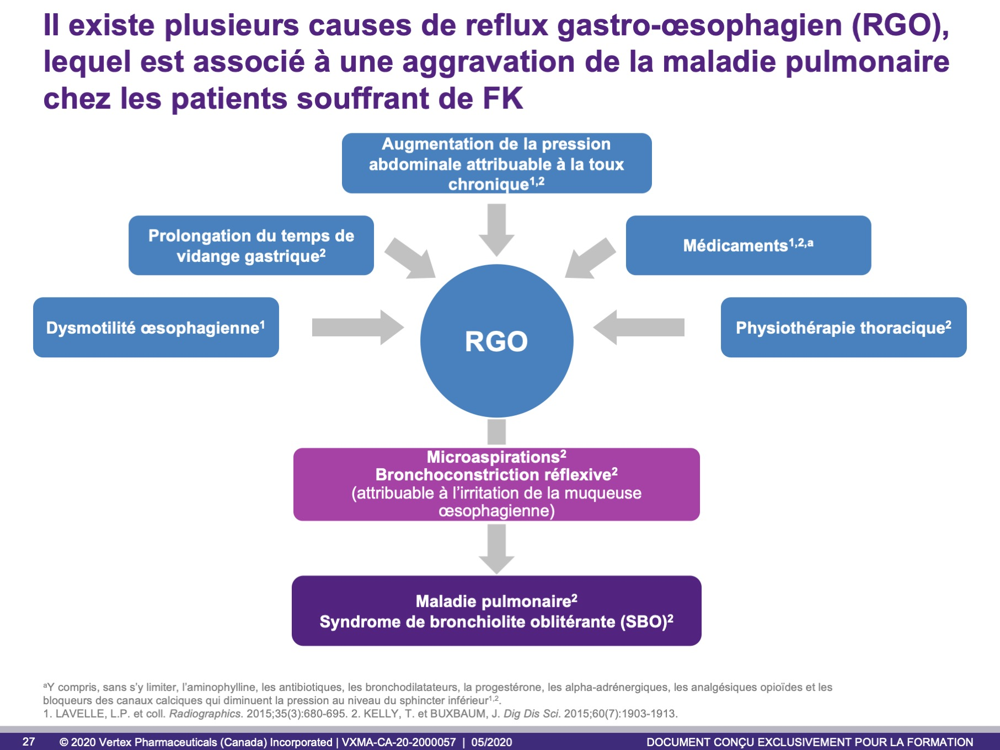 Il existe plusieurs causes de reflux gastro-œsophagien (RGO),
lequel est associé à une aggravation de la maladie pulmonaire
chez les patients souffrant de FK
Augmentation de la pression
abdominale attribuable à la toux
chronique1,2
Prolongation du temps de
vidange gastrique2
Médicaments1,2,a
Dysmotilité œsophagienne1
RGO
Physiothérapie thoracique2
Microaspirations2
Bronchoconstriction réflexive2
(attribuable à l’irritation de la muqueuse
œsophagienne)
Maladie pulmonaire2
Syndrome de bronchiolite oblitérante (SBO)2
aY compris, sans s’y limiter, l’aminophylline, les antibiotiques, les bronchodilatateurs, la progestérone, les alpha-adrénergiques, les analgésiques opioïdes et les
bloqueurs des canaux calciques qui diminuent la pression au niveau du sphincter inférieur1,2.
1. LAVELLE, L.P. et coll. Radiographics. 2015;35(3):680-695. 2. KELLY, T. et BUXBAUM, J. Dig Dis Sci. 2015;60(7):1903-1913.
27 © 2020 Vertex Pharmaceuticals (Canada) Incorporated | VXMA-CA-20-2000057 | 05/2020 DOCUMENT CONÇU EXCLUSIVEMENT POUR LA FORMATION